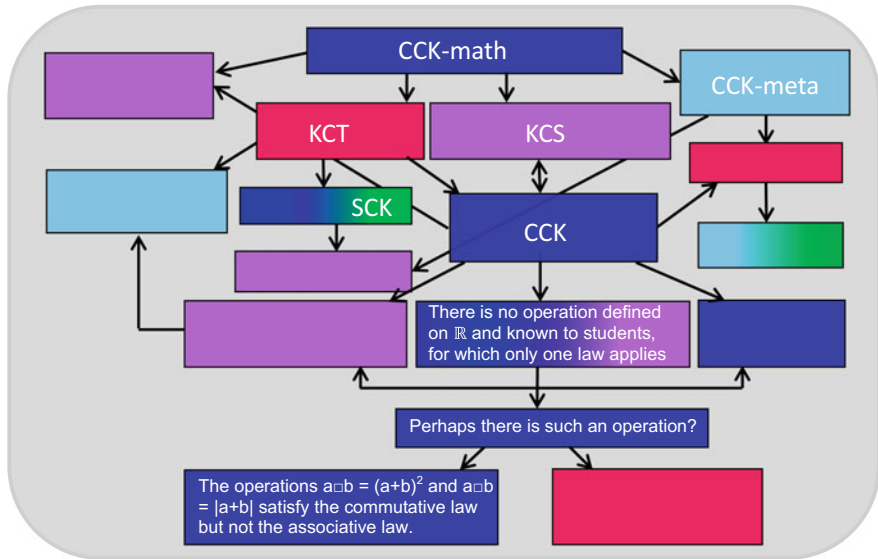 CCK-math
CCK-meta
KCT
KCS
SCK
CCK
There is no operation defined
on ℝ and known to students,
for which only one law applies
Perhaps there is such an operation?
The operations a□b = (a+b)² and a□b
= |a+b| satisfy the commutative law
but not the associative law.